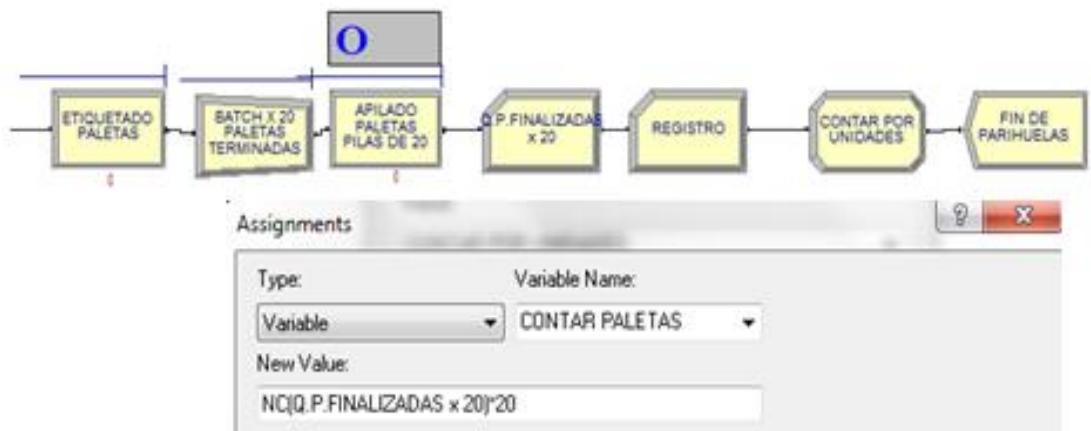 O
ETIQUETADO
PALETAS
BATCH X 20
PALETAS
TERMINADAS
APILADO
PALETAS
PILAS DE 20
Q.P.FINALIZADAS
x 20
REGISTRO
CONTAR POR
UNIDADES
FIN DE
PARIHUELAS
Assignments
Type:
Variable Name:
Variable
CONTAR PALETAS
New Value:
NC(Q.P.FINALIZADAS x 20)*20